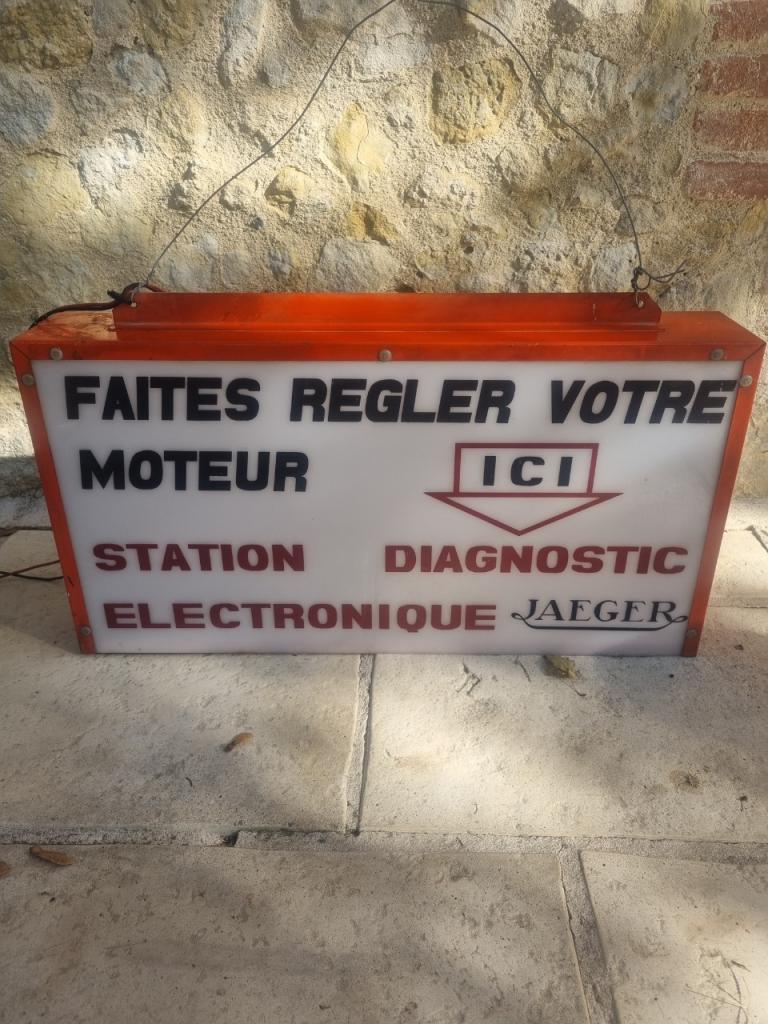 FAITES REGLER VOTRE
MOTEUR ICI
STATION DIAGNOSTIC
ELECTRONIQUE JAEGER